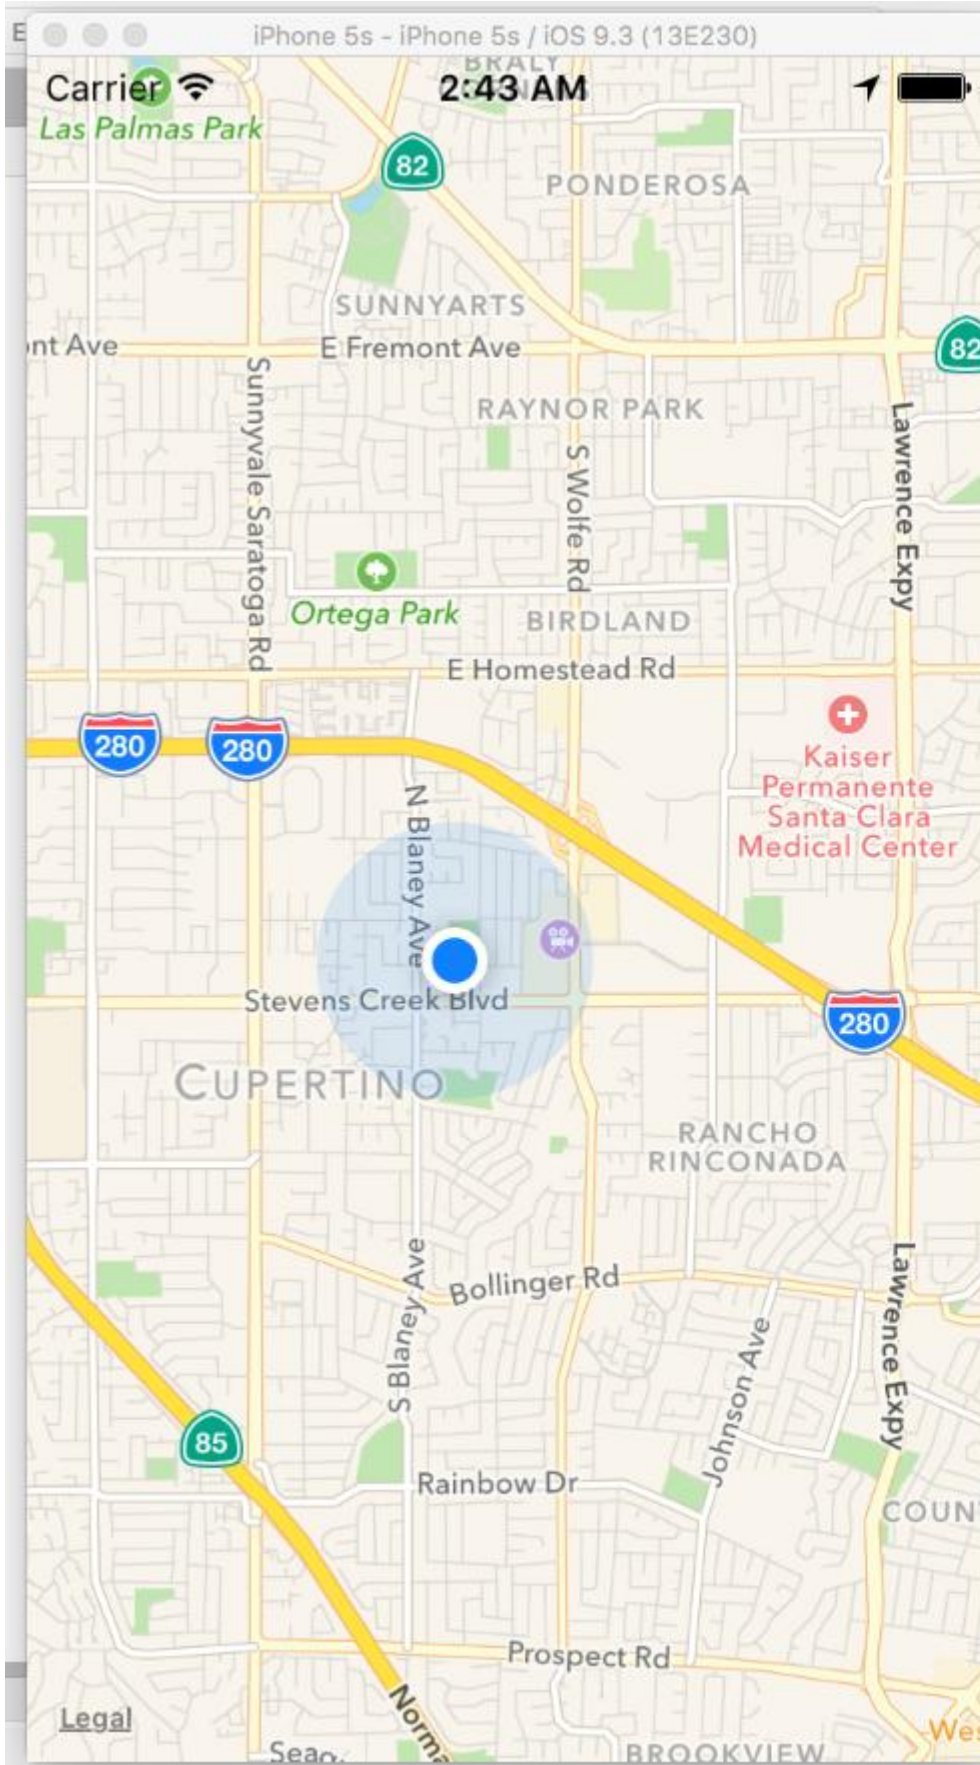 E
iPhone 5s - iPhone 5s / iOS 9.3 (13E230)
BRALY
Carrier
2:43 AM
Las Palmas Park
82
PONDEROSA
SUNNYARTS
nt Ave
E Fremont Ave
82
Sunnyvale Saratoga Rd
RAYNOR PARK
S Wolfe Rd
Lawrence Expy
Ortega Park
BIRDLAND
E Homestead Rd
280
280
Kaiser
Permanente
Santa Clara
Medical Center
N Blaney Ave
Stevens Creek Blvd
280
CUPERTINO
RANCHO
RINCONADA
S Blaney Ave
Bollinger Rd
Lawrence Expy
Johnson Ave
85
Rainbow Dr
COUN
Prospect Rd
Legal
Norma
Wes
Seag
BROOKVIEW